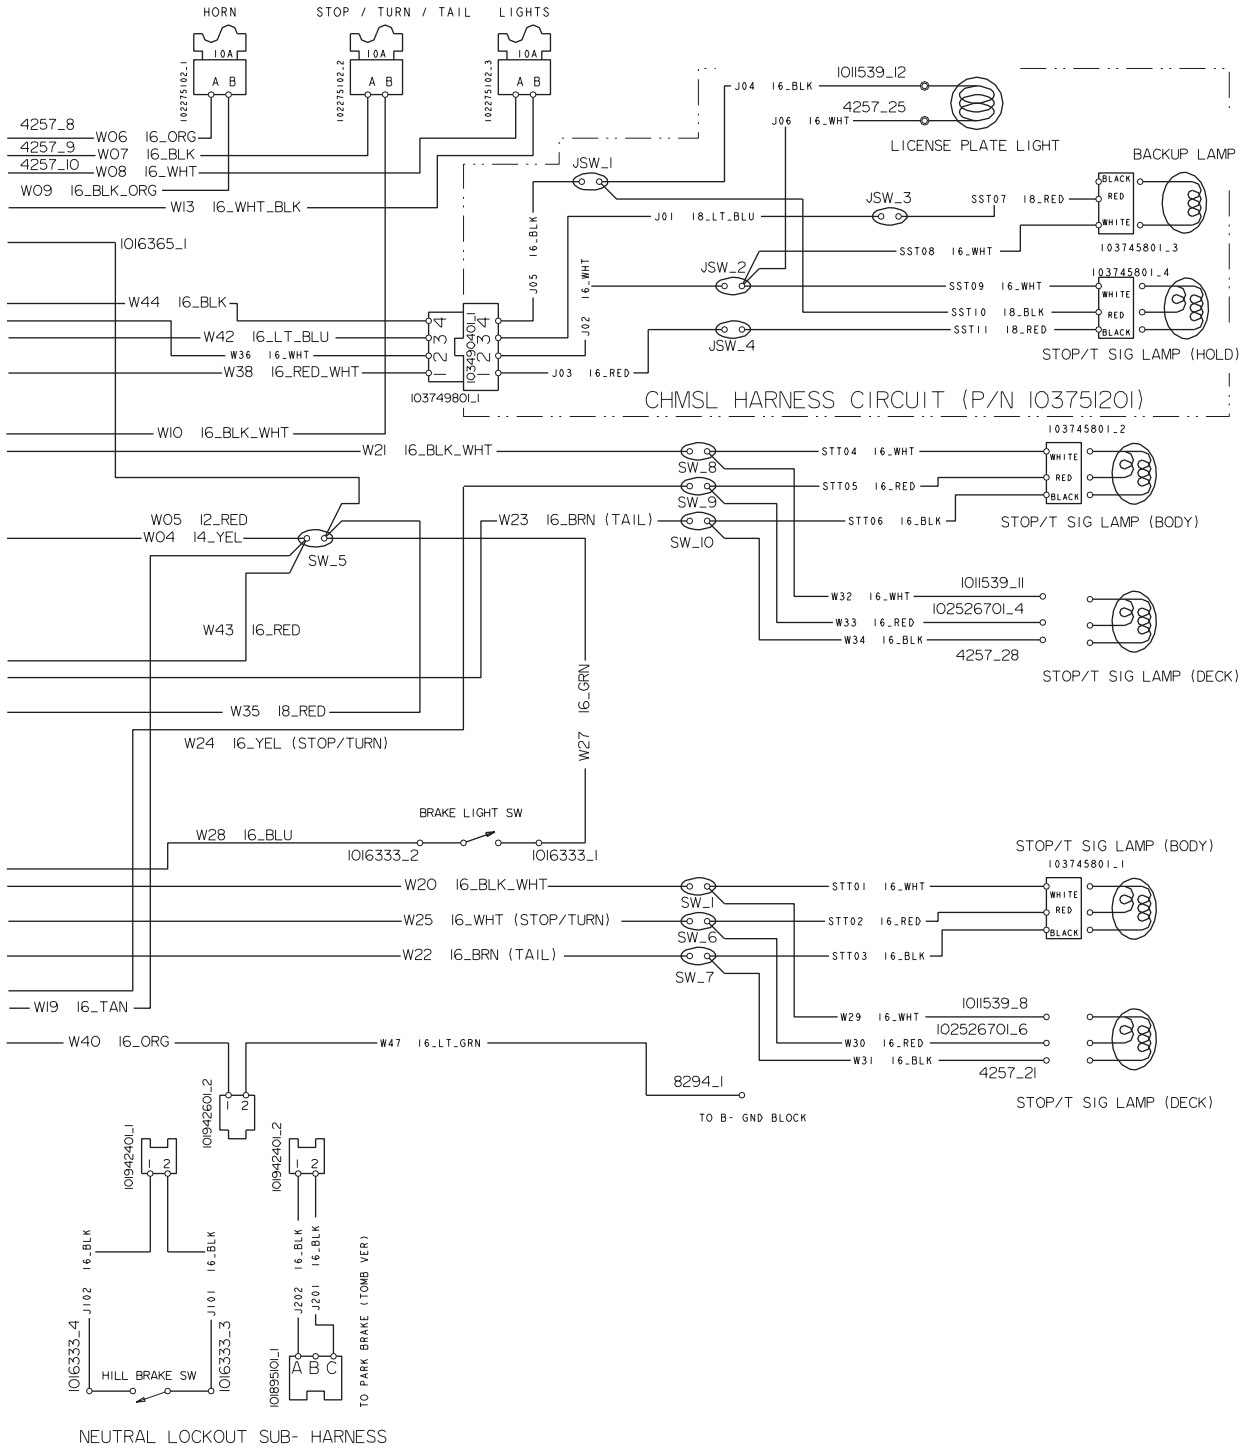 HORN STOP / TURN / TAIL LIGHTS
10A 10A 10A
A B A B A B
102275102_1
102275102_2
102275102_3
4257_8
W06 16_ORG
4257_9
W07 16_BLK
4257_10
W08 16_WHT
W09 16_BLK_ORG
W13 16_WHT_BLK
1016365_1
W44 16_BLK
W42 16_LT_BLU
W36 16_WHT
W38 16_RED_WHT
1 2 3 4
103490401_1
1 2 3 4
103749801_1
J04 16_BLK
1011539_12
4257_25
J06 16_WHT
LICENSE PLATE LIGHT
BACKUP LAMP
JSW_1
JSW_3
J01 18_LT_BLU
SST07 18_RED
BLACK
RED
WHITE
103745801_3
SST08 16_WHT
J05 16_BLK
J02 16_WHT
JSW_2
103745801_4
SST09 16_WHT
WHITE
SST10 18_BLK
RED
SST11 18_RED
BLACK
JSW_4
STOP/T SIG LAMP (HOLD)
J03 16_RED
CHMSL HARNESS CIRCUIT (P/N 103751201)
W10 16_BLK_WHT
W21 16_BLK_WHT
103745801_2
STT04 16_WHT
WHITE
SW_8
STT05 16_RED
RED
SW_9
BLACK
W05 12_RED
W23 16_BRN (TAIL)
STT06 16_BLK
STOP/T SIG LAMP (BODY)
W04 14_YEL
SW_10
SW_5
1011539_11
W32 16_WHT
102526701_4
W33 16_RED
W43 16_RED
W34 16_BLK
4257_28
STOP/T SIG LAMP (DECK)
W27 16_GRN
W35 18_RED
W24 16_YEL (STOP/TURN)
BRAKE LIGHT SW
W28 16_BLU
1016333_2 1016333_1
STOP/T SIG LAMP (BODY)
103745801_1
W20 16_BLK_WHT
STT01 16_WHT
WHITE
SW_1
W25 16_WHT (STOP/TURN)
STT02 16_RED
RED
SW_6
BLACK
W22 16_BRN (TAIL)
STT03 16_BLK
SW_7
W19 16_TAN
1011539_8
W29 16_WHT
102526701_6
W40 16_ORG
W47 16_LT_GRN
W30 16_RED
W31 16_BLK
4257_21
8294_1
STOP/T SIG LAMP (DECK)
TO B- GND BLOCK
101942601_2
1 2
101942401_1
1 2
101942401_2
1 2
J102 16_BLK
J101 16_BLK
J202 16_BLK
J201 16_BLK
TO PARK BRAKE (TOMB VER)
1016333_4
1016333_3
101895101_1
A B C
HILL BRAKE SW
NEUTRAL LOCKOUT SUB- HARNESS